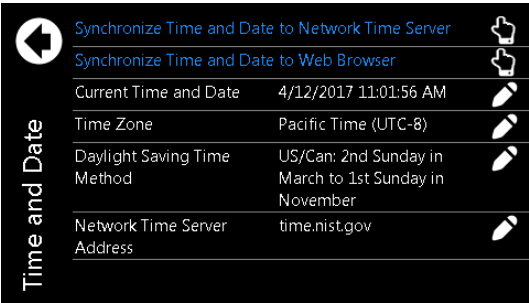 Synchronize Time and Date to Network Time Server
Synchronize Time and Date to Web Browser
Current Time and Date 4/12/2017 11:01:56 AM
Time Zone Pacific Time (UTC-8)
Daylight Saving Time US/Can: 2nd Sunday in
Method March to 1st Sunday in
November
Network Time Server time.nist.gov
Address
Time and Date